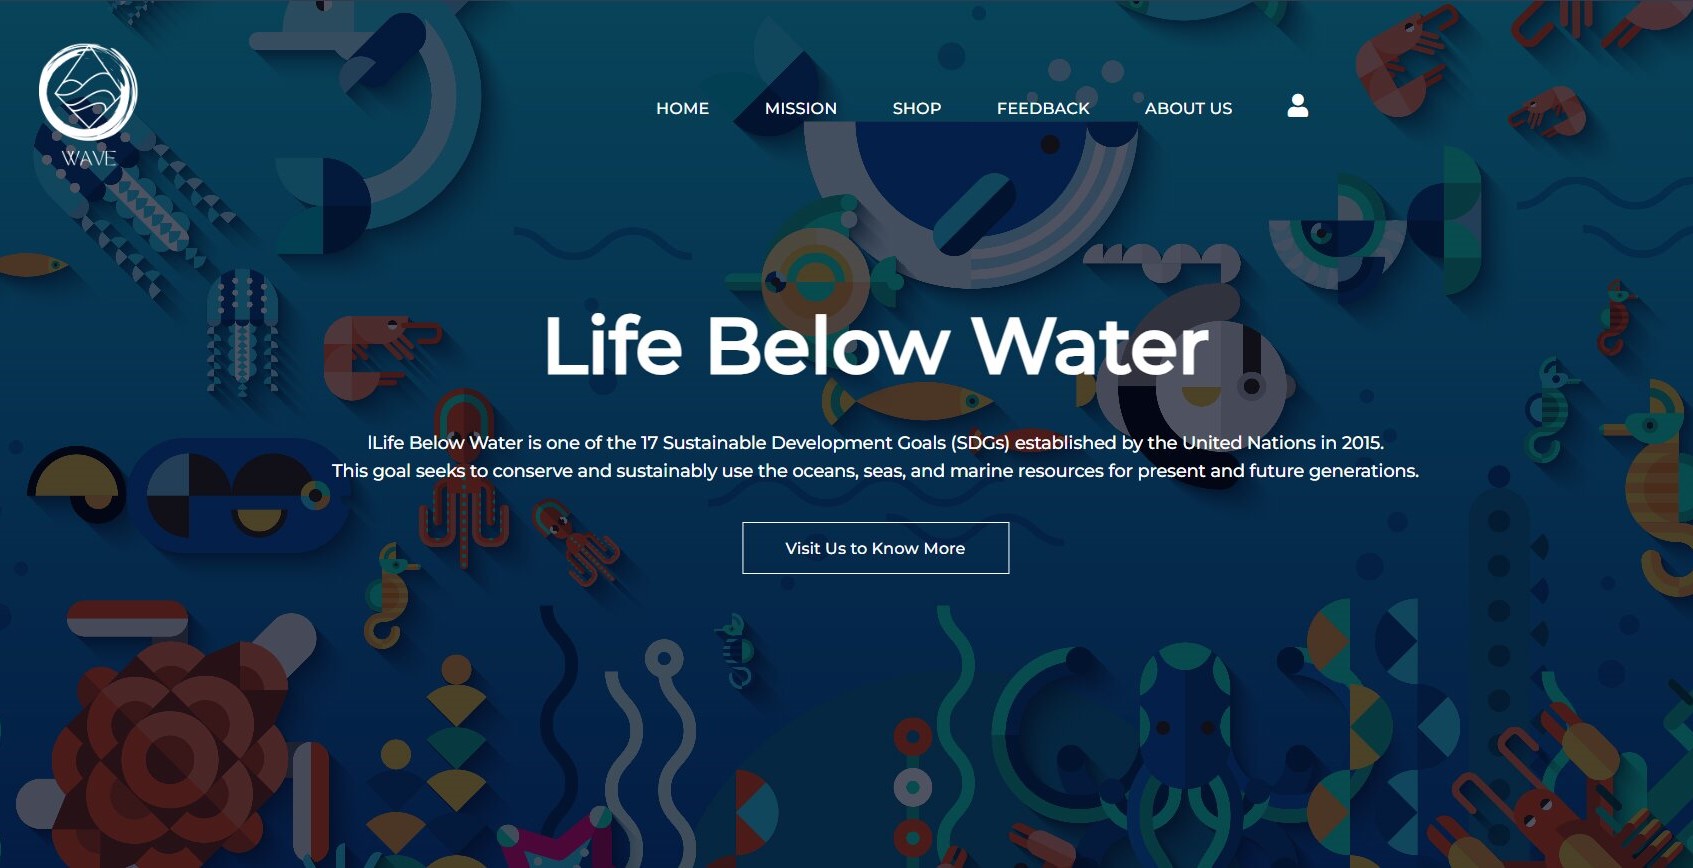 WAVE
HOME MISSION SHOP FEEDBACK ABOUT US
Life Below Water
lLife Below Water is one of the 17 Sustainable Development Goals (SDGs) established by the United Nations in 2015.
This goal seeks to conserve and sustainably use the oceans, seas, and marine resources for present and future generations.
Visit Us to Know More